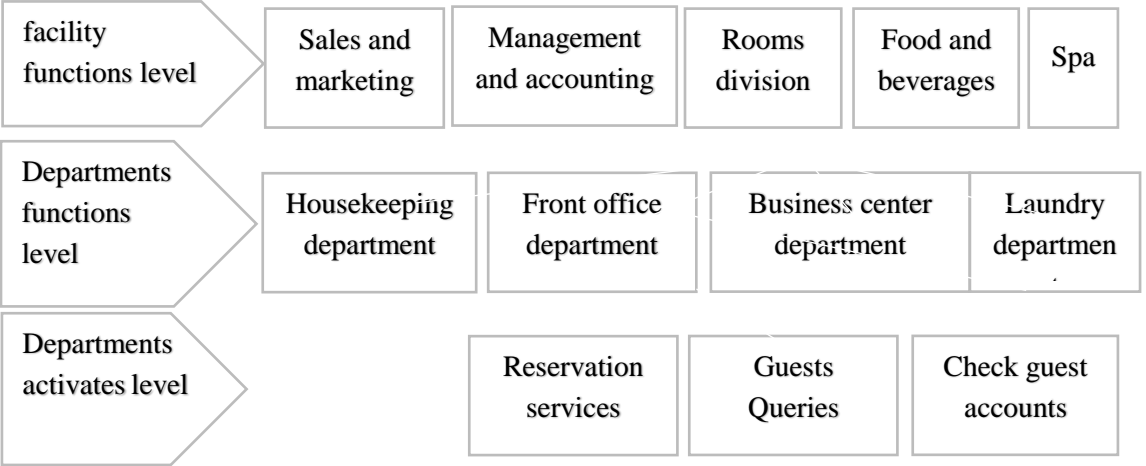 facility
functions level
Sales and
marketing
Management
and accounting
Rooms
division
Food and
beverages
Spa
Departments
functions
level
Housekeeping
department
Front office
department
Business center
department
Laundry
departmen
Departments
activates level
Reservation
services
Guests
Queries
Check guest
accounts